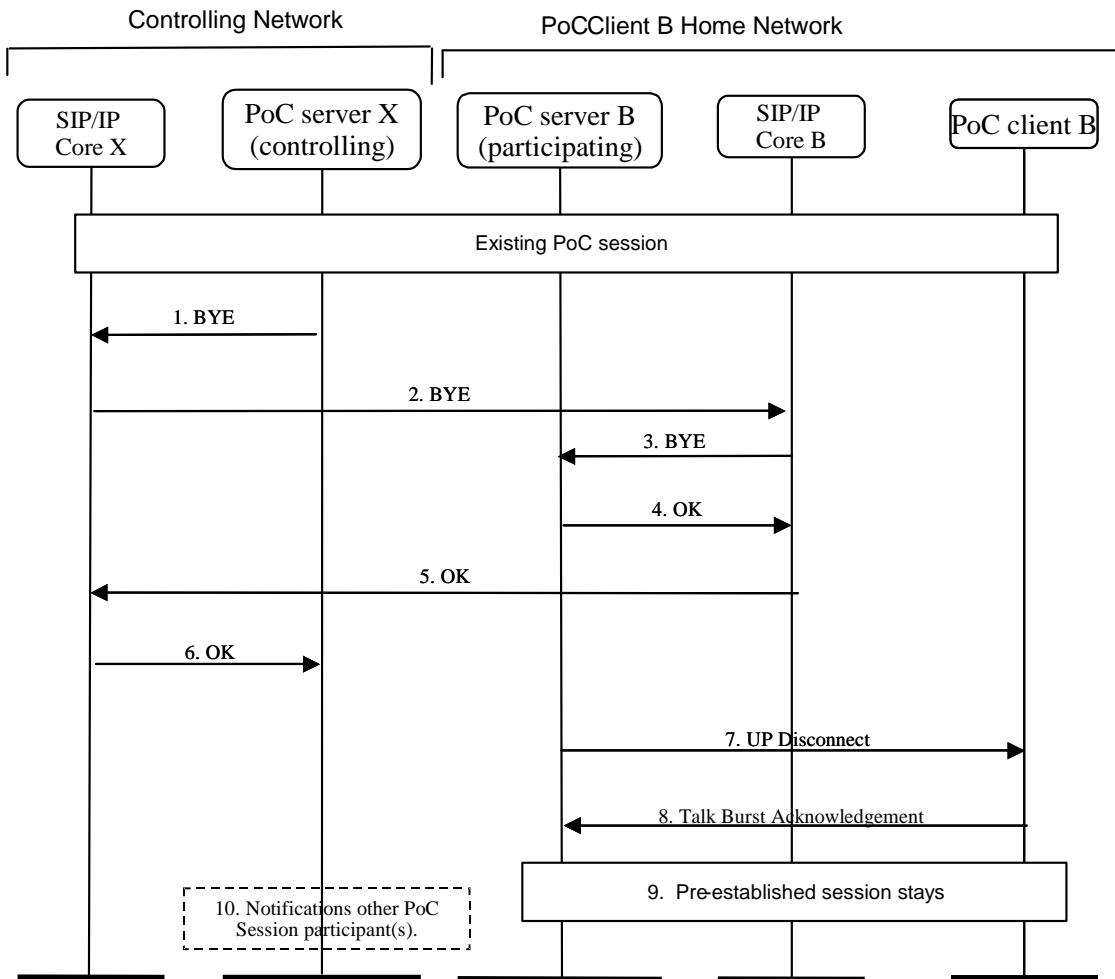 Controlling Network
PoCClient B Home Network
SIP/IP
Core X
PoC server X
(controlling)
PoC server B
(participating)
SIP/IP
Core B
PoC client B
Existing PoC session
1. BYE
2. BYE
3. BYE
4. OK
5. OK
6. OK
7. UP Disconnect
8. Talk Burst Acknowledgement
9. Pre-established session stays
10. Notifications other PoC
Session participant(s).